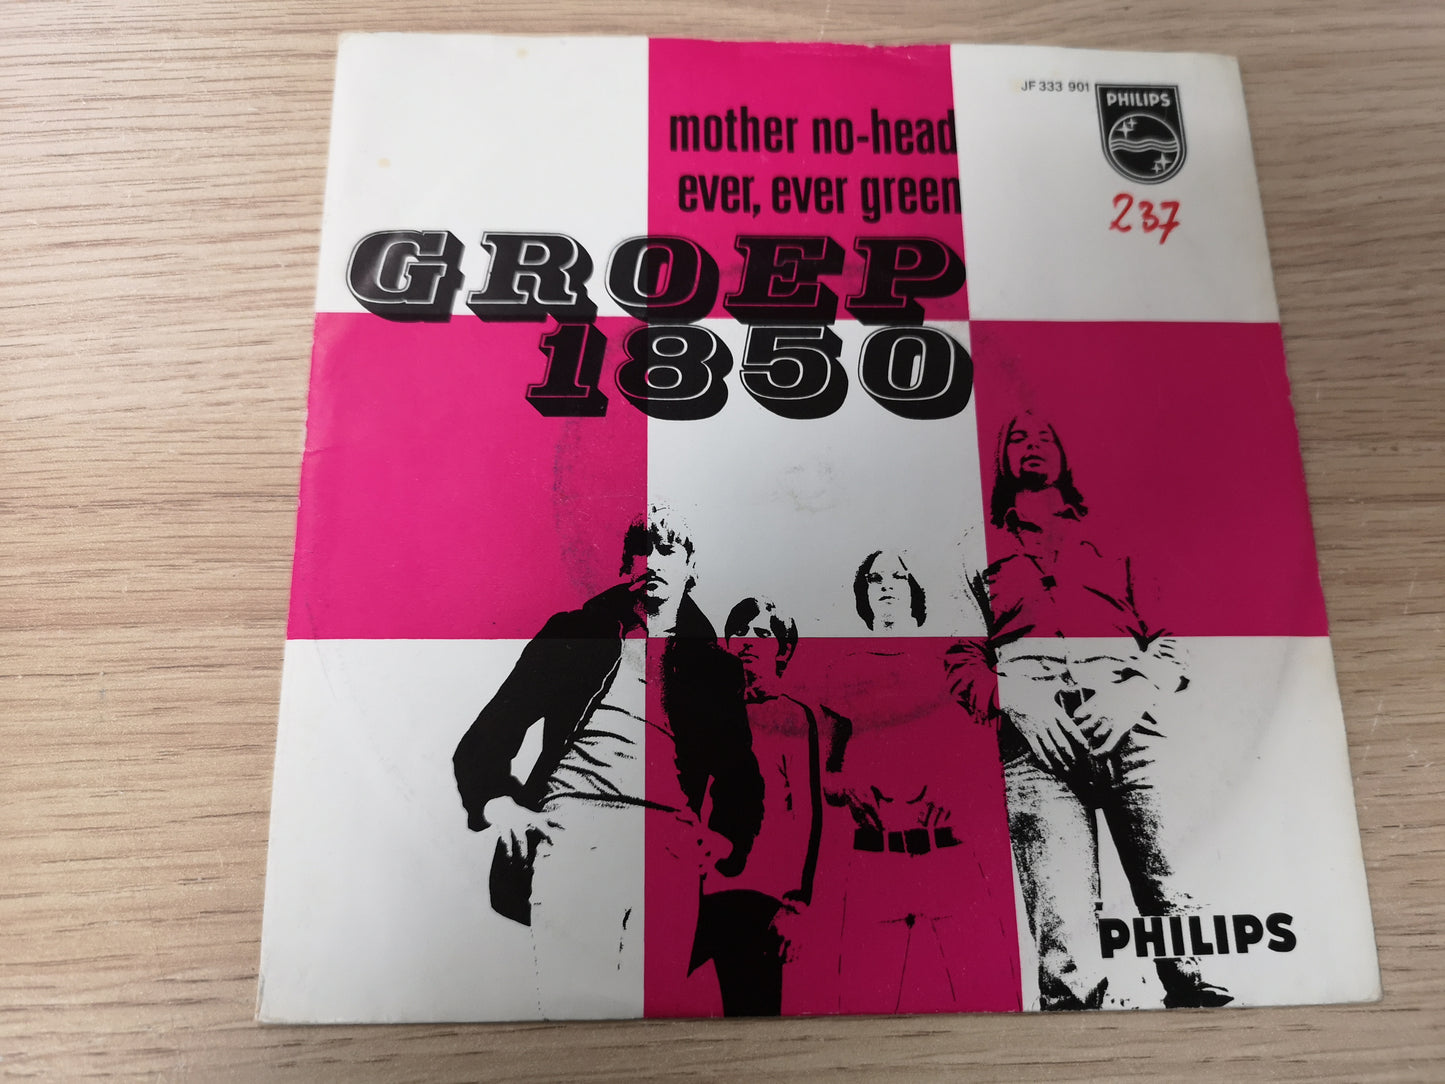 JF 333 901
PHILIPS
237
mother no-head
ever, ever green
GROEP
1850
PHILIPS